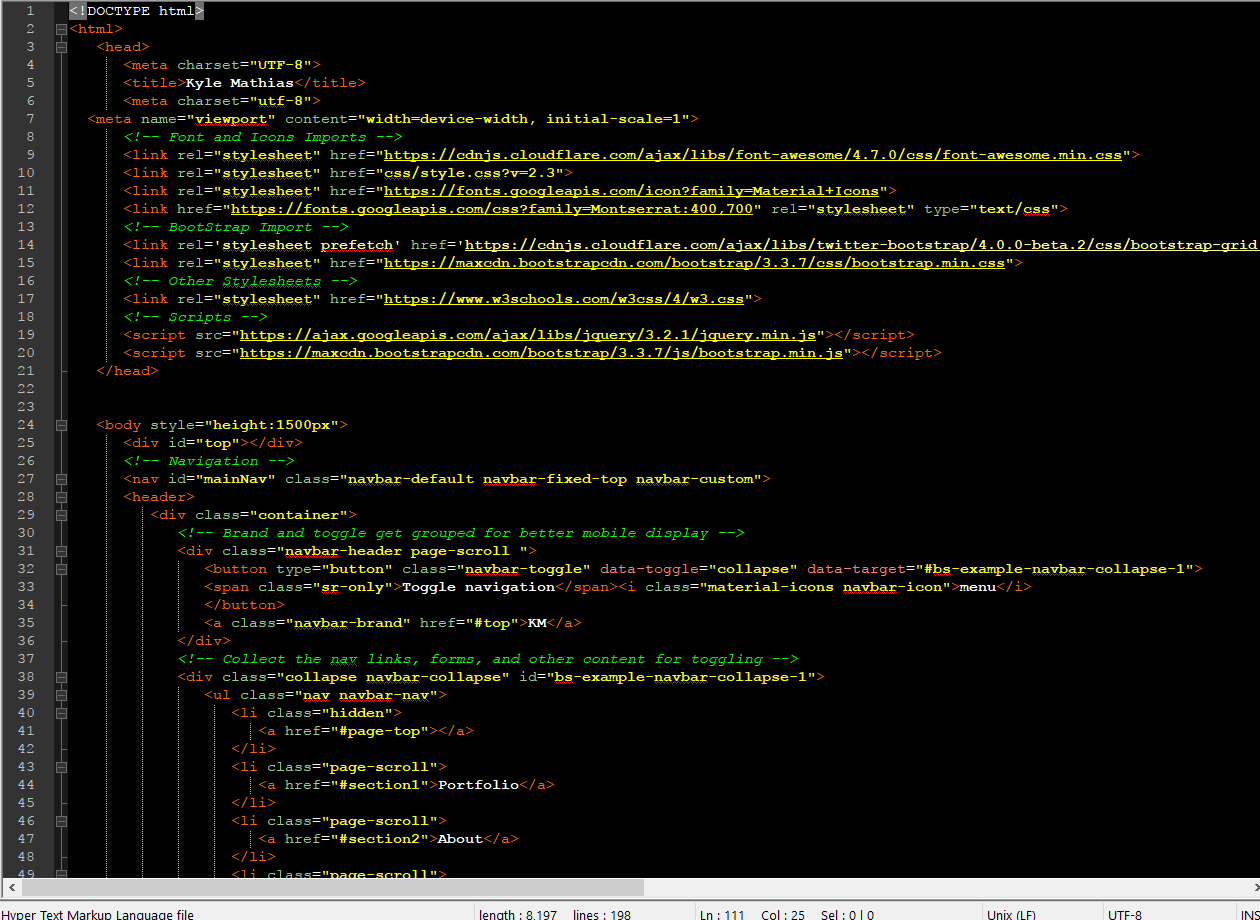 1 <!DOCTYPE html>
2 <html>
3 <head>
4 <meta charset="UTF-8">
5 <title>Kyle Mathias</title>
6 <meta charset="utf-8">
7 <meta name="viewport" content="width=device-width, initial-scale=1">
8 <!-- Font and Icons Imports -->
9 <link rel="stylesheet" href="https://cdnjs.cloudflare.com/ajax/libs/font-awesome/4.7.0/css/font-awesome.min.css">
10 <link rel="stylesheet" href="css/style.css?v=2.3">
11 <link rel="stylesheet" href="https://fonts.googleapis.com/icon?family=Material+Icons">
12 <link href="https://fonts.googleapis.com/css?family=Montserrat:400,700" rel="stylesheet" type="text/css">
13 <!-- BootStrap Import -->
14 <link rel='stylesheet prefetch' href='https://cdnjs.cloudflare.com/ajax/libs/twitter-bootstrap/4.0.0-beta.2/css/bootstrap-grid
15 <link rel="stylesheet" href="https://maxcdn.bootstrapcdn.com/bootstrap/3.3.7/css/bootstrap.min.css">
16 <!-- Other Stylesheets -->
17 <link rel="stylesheet" href="https://www.w3schools.com/w3css/4/w3.css">
18 <!-- Scripts -->
19 <script src="https://ajax.googleapis.com/ajax/libs/jquery/3.2.1/jquery.min.js"></script>
20 <script src="https://maxcdn.bootstrapcdn.com/bootstrap/3.3.7/js/bootstrap.min.js"></script>
21 </head>
22
23
24 <body style="height:1500px">
25 <div id="top"></div>
26 <!-- Navigation -->
27 <nav id="mainNav" class="navbar-default navbar-fixed-top navbar-custom">
28 <header>
29 <div class="container">
30 <!-- Brand and toggle get grouped for better mobile display -->
31 <div class="navbar-header page-scroll ">
32 <button type="button" class="navbar-toggle" data-toggle="collapse" data-target="#bs-example-navbar-collapse-1">
33 <span class="sr-only">Toggle navigation</span><i class="material-icons navbar-icon">menu</i>
34 </button>
35 <a class="navbar-brand" href="#top">KM</a>
36 </div>
37 <!-- Collect the nav links, forms, and other content for toggling -->
38 <div class="collapse navbar-collapse" id="bs-example-navbar-collapse-1">
39 <ul class="nav navbar-nav">
40 <li class="hidden">
41 <a href="#page-top"></a>
42 </li>
43 <li class="page-scroll">
44 <a href="#section1">Portfolio</a>
45 </li>
46 <li class="page-scroll">
47 <a href="#section2">About</a>
48 </li>
49 <li class="page-scroll">
Hyper Text Markup Language file length : 8,197 lines : 198 Ln : 111 Col : 25 Sel : 0 | 0 Unix (LF) UTF-8 INS